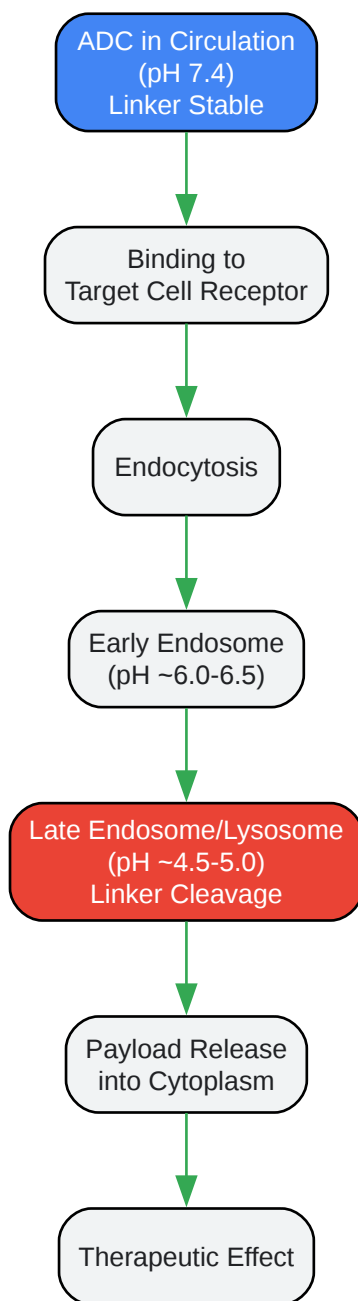 ADC in Circulation
(pH 7.4)
Linker Stable
Binding to
Target Cell Receptor
Endocytosis
Early Endosome
(pH ~6.0-6.5)
Late Endosome/Lysosome
(pH ~4.5-5.0)
Linker Cleavage
Payload Release
into Cytoplasm
Therapeutic Effect